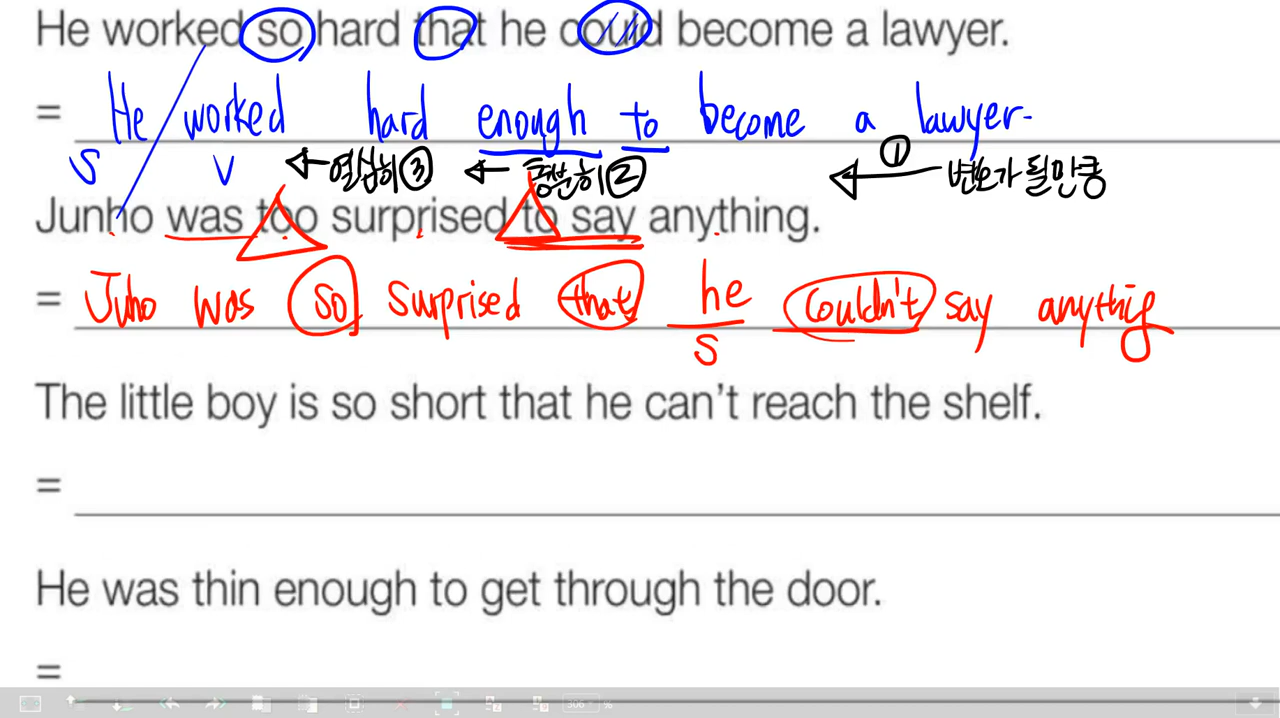 He worked so hard that he could become a lawyer.
= He worked hard enough to become a lawyer.
S V 열심히 ③ 충분히 ② ① 변호가 될만큼
Junho was too surprised to say anything.
= Juho was so surprised that he couldn't say anything
S
The little boy is so short that he can't reach the shelf.
=
He was thin enough to get through the door.
=
306 %